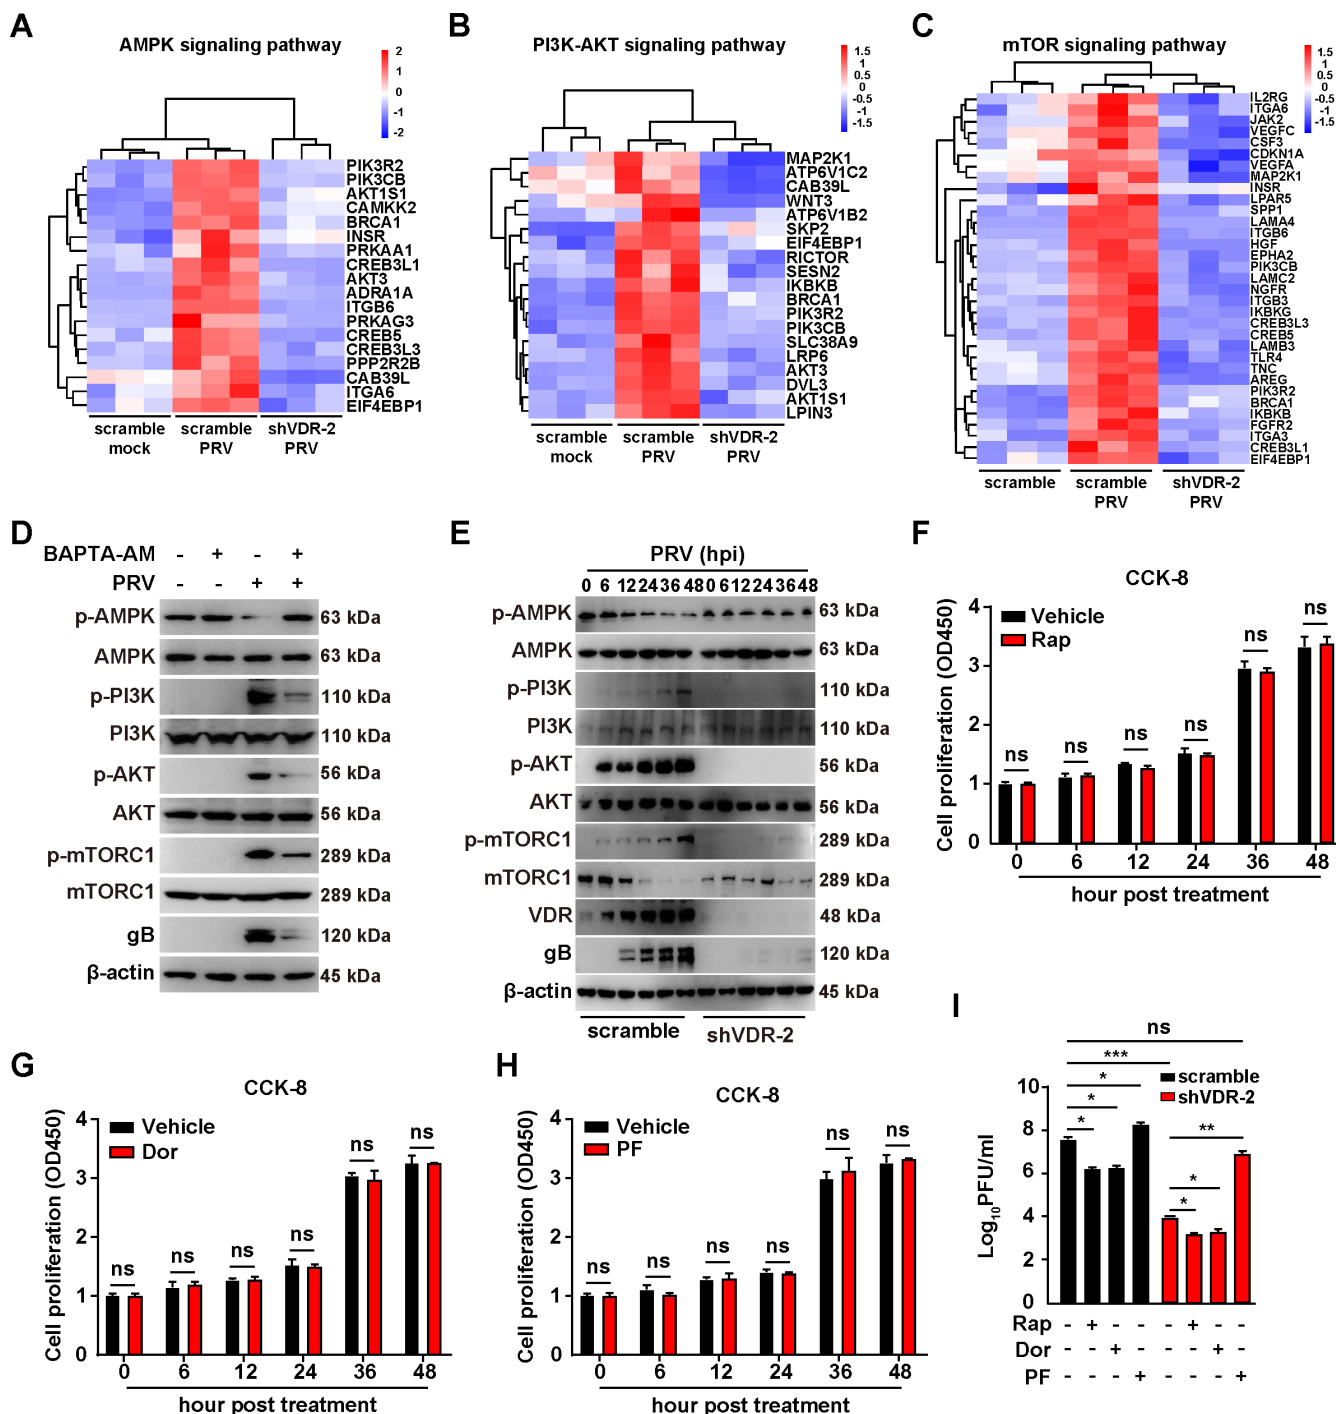 A
AMPK signaling pathway
2
1
0
-1
-2
PIK3R2
PIK3CB
AKT1S1
CAMKK2
BRCA1
INSR
PRKAA1
CREB3L1
AKT3
ADRA1A
ITGB6
PRKAG3
CREB5
CREB3L3
PPP2R2B
CAB39L
ITGA6
EIF4EBP1
scramble mock
scramble PRV
shVDR-2 PRV
B
PI3K-AKT signaling pathway
1.5
1
0.5
0
-0.5
-1
-1.5
MAP2K1
ATP6V1C2
CAB39L
WNT3
ATP6V1B2
SKP2
EIF4EBP1
RICTOR
SESN2
IKBKB
BRCA1
PIK3R2
PIK3CB
SLC38A9
LRP6
AKT3
DVL3
AKT1S1
LPIN3
scramble mock
scramble PRV
shVDR-2 PRV
C
mTOR signaling pathway
1.5
1
0.5
0
-0.5
-1
-1.5
IL2RG
ITGA6
JAK2
VEGFC
CSF3
CDKN1A
VEGFA
MAP2K1
INSR
LPAR5
SPP1
LAMA4
ITGB6
HGF
EPHA2
PIK3CB
LAMC2
NGFR
ITGB3
IKBKG
CREB3L3
CREB5
LAMB3
TLR4
TNC
AREG
PIK3R2
BRCA1
IKBKB
FGFR2
ITGA3
CREB3L1
EIF4EBP1
scramble
scramble PRV
shVDR-2 PRV
D
BAPTA-AM - + - +
PRV - - + +
p-AMPK 63 kDa
AMPK 63 kDa
p-PI3K 110 kDa
PI3K 110 kDa
p-AKT 56 kDa
AKT 56 kDa
p-mTORC1 289 kDa
mTORC1 289 kDa
gB 120 kDa
β-actin 45 kDa
E
PRV (hpi)
0 6 12 24 36 48 0 6 12 24 36 48
p-AMPK 63 kDa
AMPK 63 kDa
p-PI3K 110 kDa
PI3K 110 kDa
p-AKT 56 kDa
AKT 56 kDa
p-mTORC1 289 kDa
mTORC1 289 kDa
VDR 48 kDa
gB 120 kDa
β-actin 45 kDa
scramble shVDR-2
F
CCK-8
Vehicle
Rap
Cell proliferation (OD450)
4
3
2
1
0
ns ns ns ns ns ns
0 6 12 24 36 48
hour post treatment
G
CCK-8
Vehicle
Dor
Cell proliferation (OD450)
4
3
2
1
0
ns ns ns ns ns ns
0 6 12 24 36 48
hour post treatment
H
CCK-8
Vehicle
PF
Cell proliferation (OD450)
4
3
2
1
0
ns ns ns ns ns ns
0 6 12 24 36 48
hour post treatment
I
ns
***
*
*
*
**
*
*
scramble
shVDR-2
Log10PFU/ml
10
8
6
4
2
0
Rap - + - - - + - -
Dor - - + - - - + -
PF - - - + - - - +